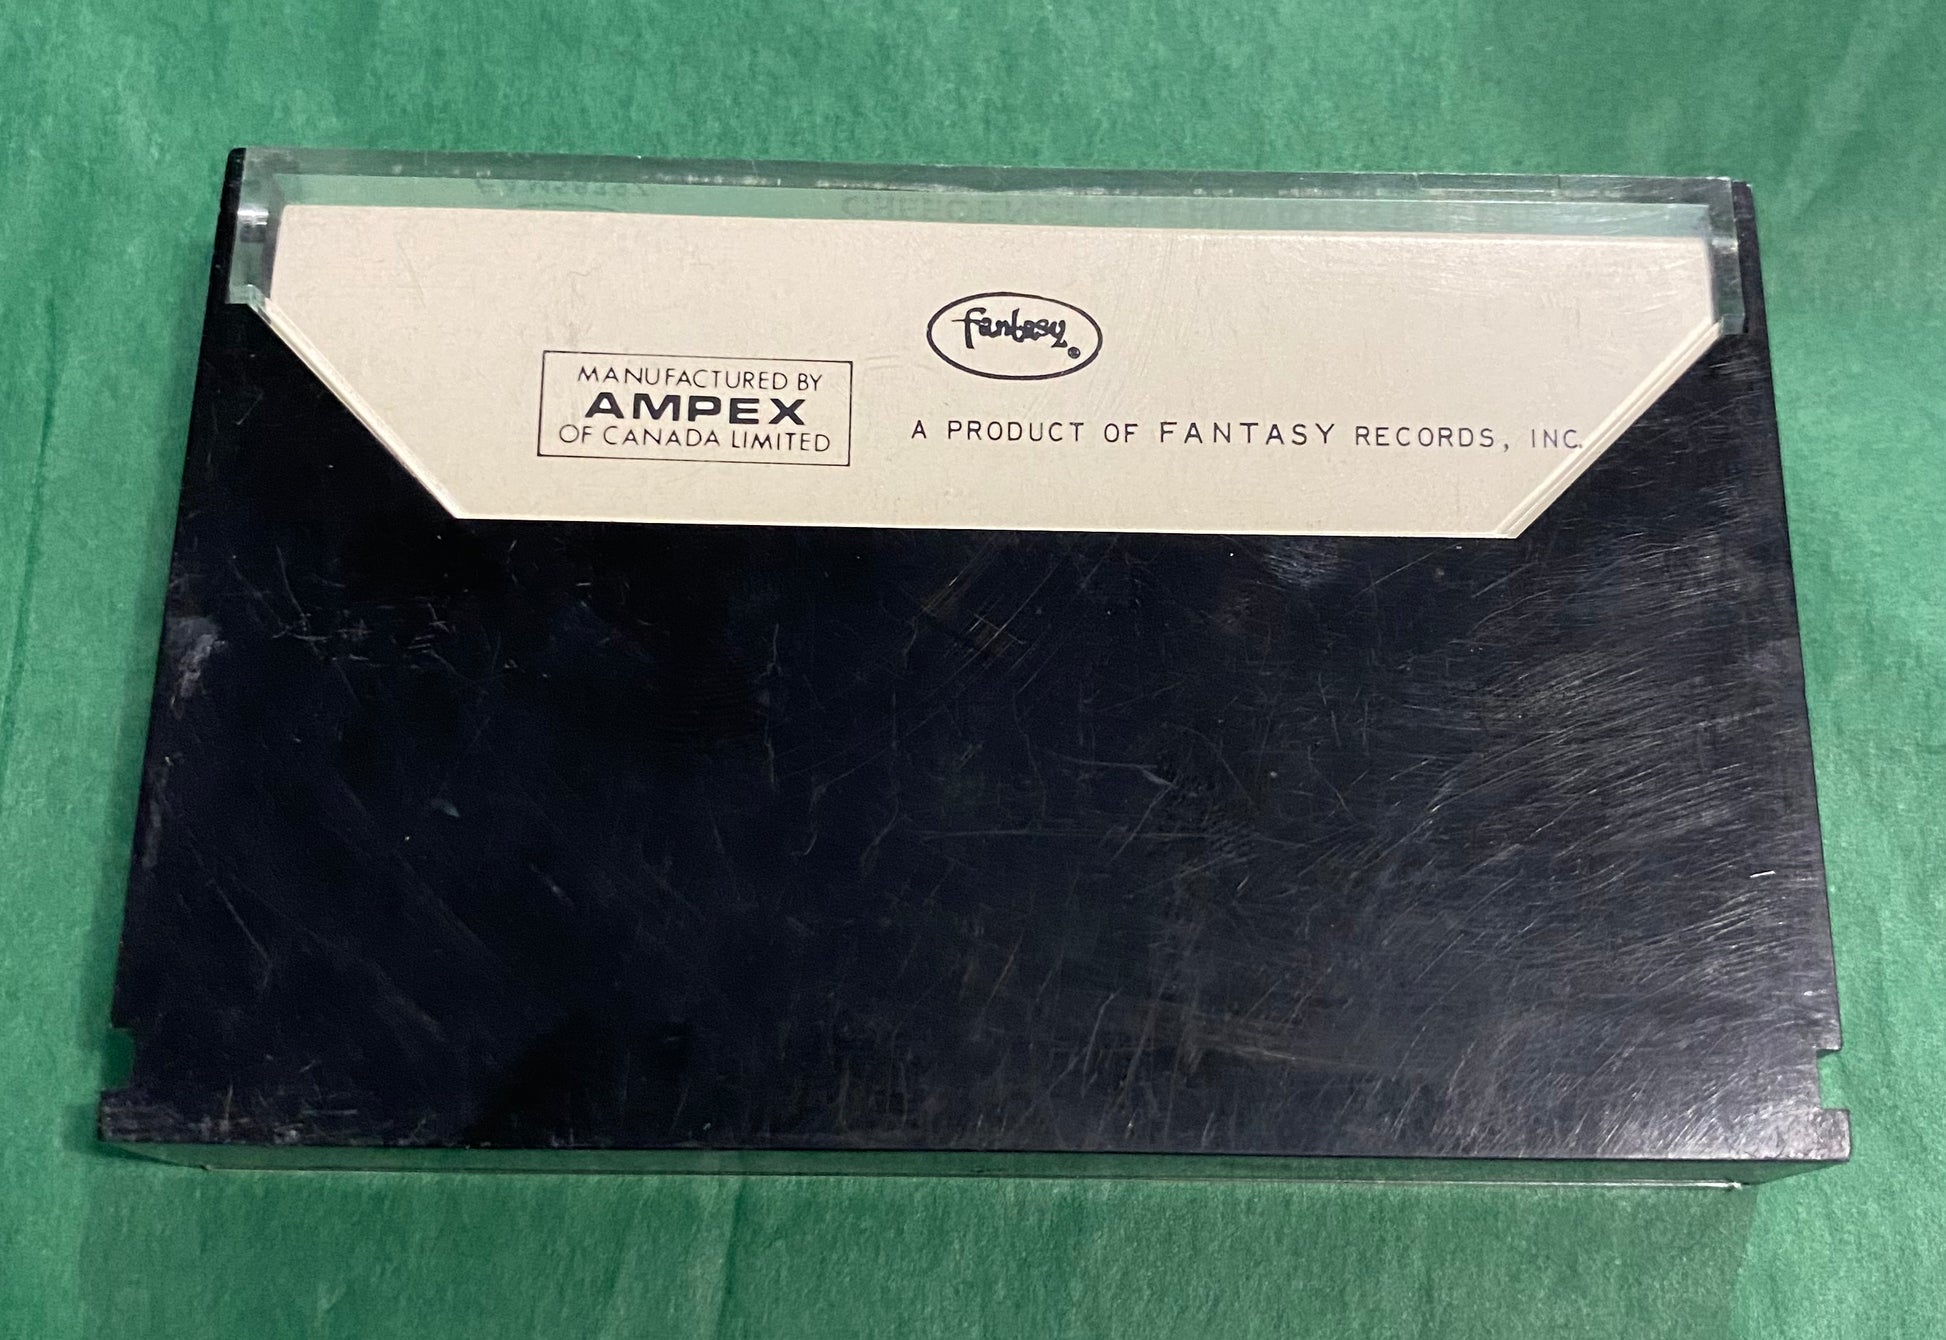 fantasy ®
MANUFACTURED BY
AMPEX
OF CANADA LIMITED
A PRODUCT OF FANTASY RECORDS, INC.